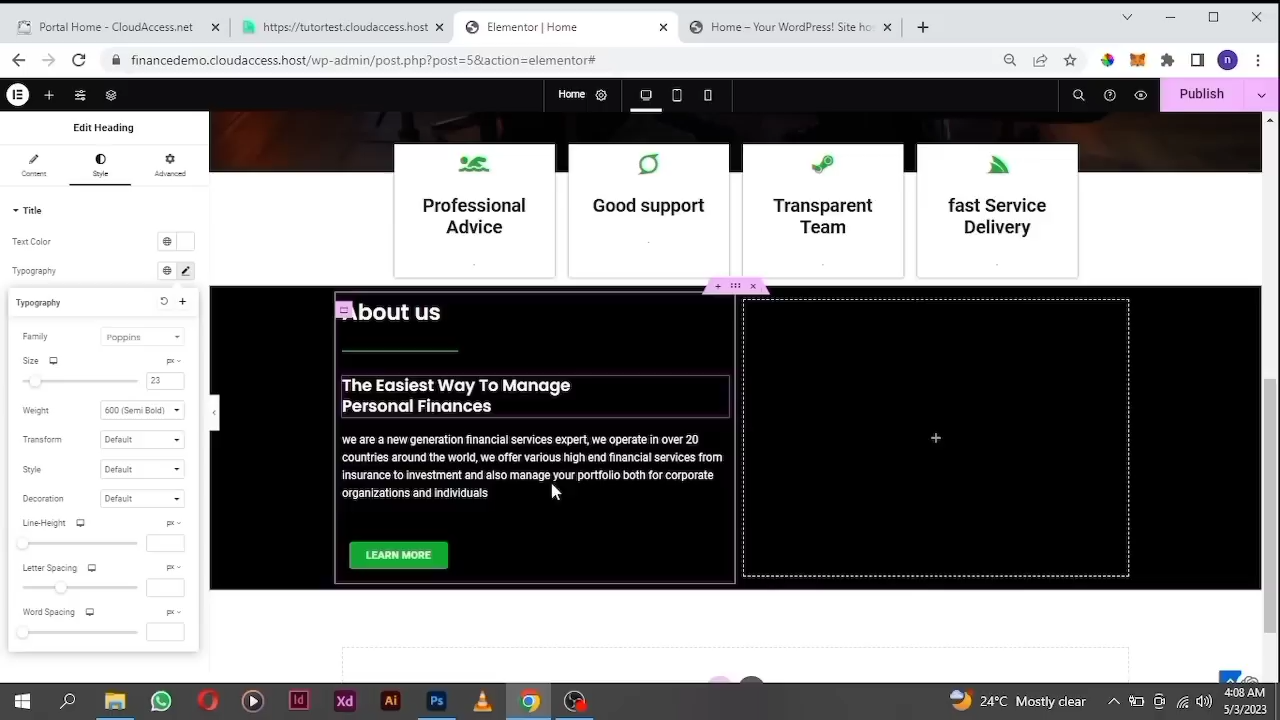 Portal Home - CloudAccess.net
https://tutortest.cloudaccess.host
Elementor | Home
Home – Your WordPress! Site ho
financedemo.cloudaccess.host/wp-admin/post.php?post=5&action=elementor#
n
Home
Publish
Edit Heading
Content
Style
Advanced
Title
Text Color
Typography
Typography
Family
Poppins
Size
px
23
Weight
600 (Semi Bold)
Transform
Default
Style
Default
Decoration
Default
Line-Height
px
Letter Spacing
px
Word Spacing
px
Professional
Advice
.
Good support
.
Transparent
Team
.
fast Service
Delivery
.
About us
The Easiest Way To Manage
Personal Finances
we are a new generation financial services expert, we operate in over 20
countries around the world, we offer various high end financial services from
insurance to investment and also manage your portfolio both for corporate
organizations and individuals
LEARN MORE
Id
Xd
Ai
Ps
24°C Mostly clear
4:08 AM
5/3/2023